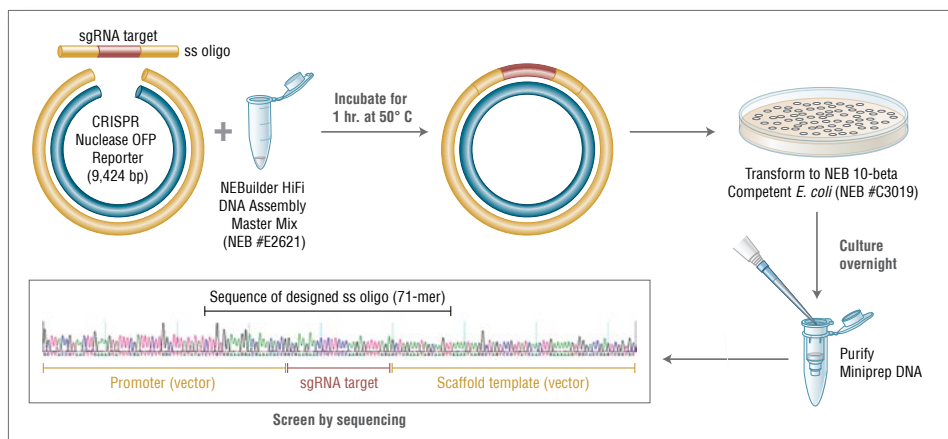 sgRNA target
ss oligo
CRISPR
Nuclease OFP
Reporter
(9,424 bp)
+
NEBuilder HiFi
DNA Assembly
Master Mix
(NEB #E2621)
Incubate for
1 hr. at 50° C
Transform to NEB 10-beta
Competent E. coli (NEB #C3019)
Culture
overnight
Purify
Miniprep DNA
Sequence of designed ss oligo (71-mer)
Promoter (vector)
sgRNA target
Scaffold template (vector)
Screen by sequencing